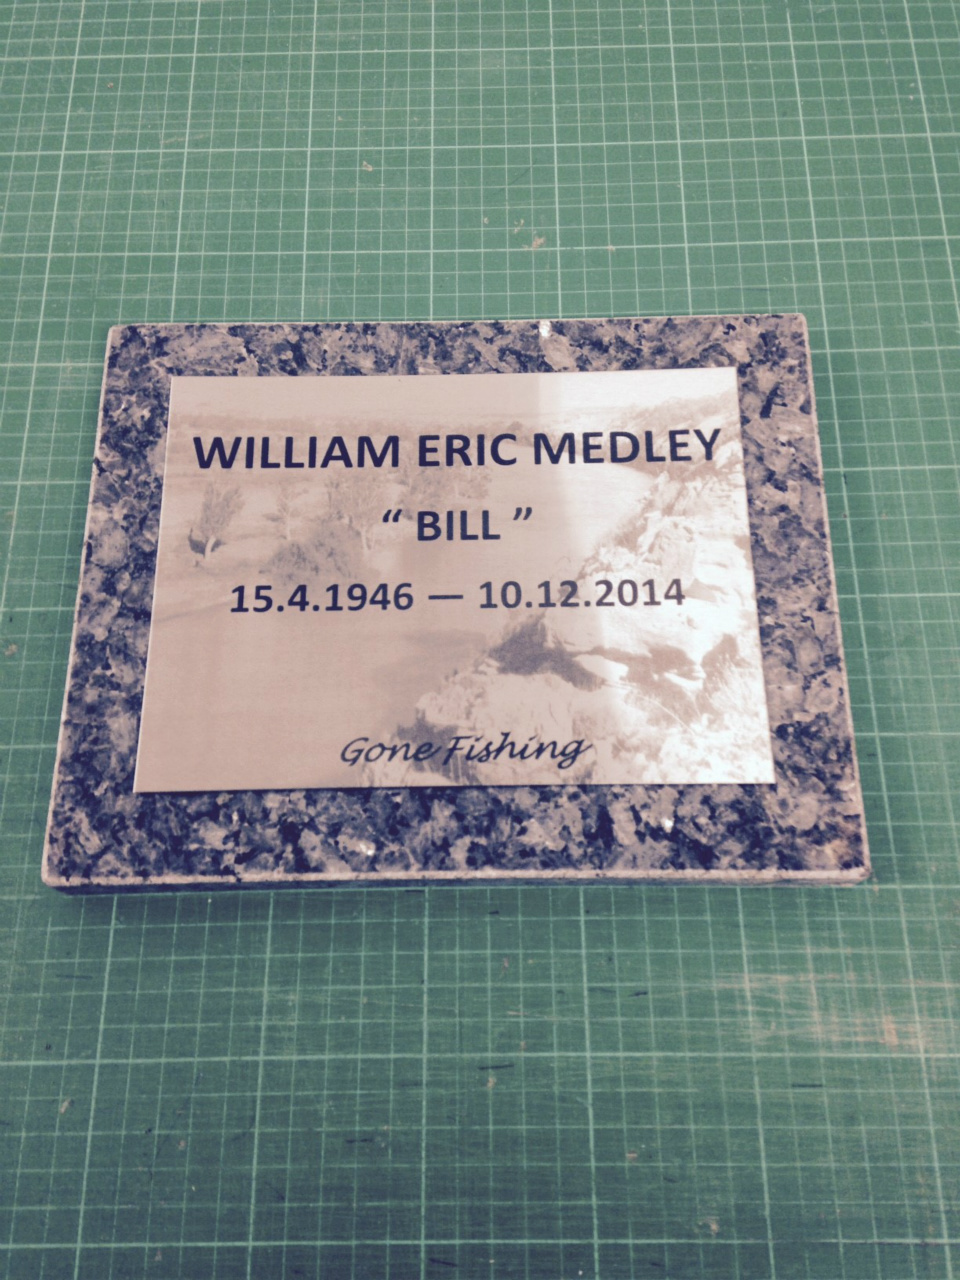 WILLIAM ERIC MEDLEY
“ BILL ”
15.4.1946 — 10.12.2014
Gone Fishing